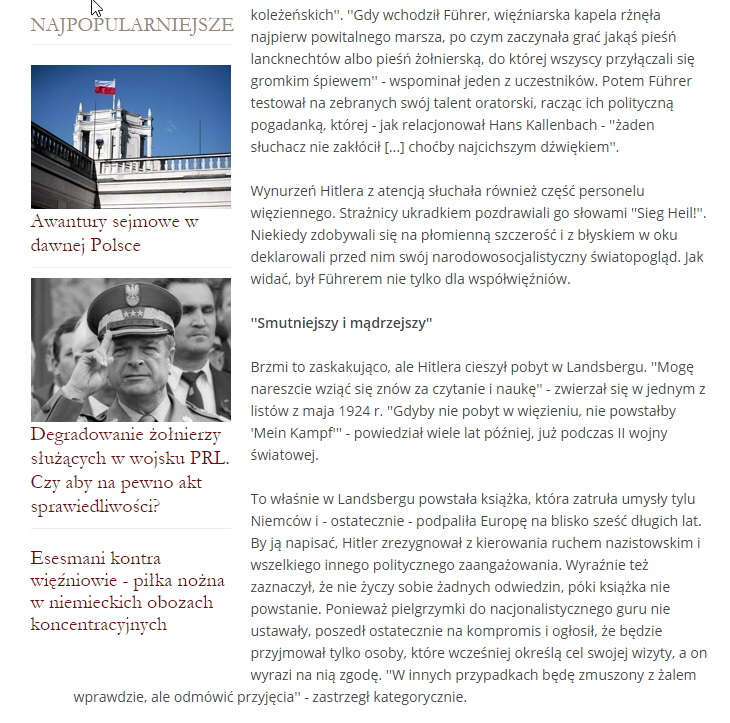 NAJPOPULARNIEJSZE
Awantury sejmowe w
dawnej Polsce
Degradowanie żołnierzy
służących w wojsku PRL.
Czy aby na pewno akt
sprawiedliwości?
Esesmani kontra
więźniowie - piłka nożna
w niemieckich obozach
koncentracyjnych
koleżeńskich". "Gdy wchodził Führer, więźniarska kapela rżnęła
najpierw powitalnego marsza, po czym zaczynała grać jakąś pieśń
lancknechtów albo pieśń żołnierską, do której wszyscy przyłączali się
gromkim śpiewem" - wspominał jeden z uczestników. Potem Führer
testował na zebranych swój talent oratorski, racząc ich polityczną
pogadanką, której - jak relacjonował Hans Kallenbach - "żaden
słuchacz nie zakłócił [...] choćby najcichszym dźwiękiem".
Wynurzeń Hitlera z atencją słuchała również część personelu
więziennego. Strażnicy ukradkiem pozdrawiali go słowami "Sieg Heil!".
Niekiedy zdobywali się na płomienną szczerość i z błyskiem w oku
deklarowali przed nim swój narodowosocjalistyczny światopogląd. Jak
widać, był Führerem nie tylko dla współwięźniów.
"Smutniejszy i mądrzejszy"
Brzmi to zaskakująco, ale Hitlera cieszył pobyt w Landsbergu. "Mogę
nareszcie wziąć się znów za czytanie i naukę" - zwierzał się w jednym z
listów z maja 1924 r. "Gdyby nie pobyt w więzieniu, nie powstałby
'Mein Kampf'" - powiedział wiele lat później, już podczas II wojny
światowej.
To właśnie w Landsbergu powstała książka, która zatruła umysły tylu
Niemców i - ostatecznie - podpaliła Europę na blisko sześć długich lat.
By ją napisać, Hitler zrezygnował z kierowania ruchem nazistowskim i
wszelkiego innego politycznego zaangażowania. Wyraźnie też
zaznaczył, że nie życzy sobie żadnych odwiedzin, póki książka nie
powstanie. Ponieważ pielgrzymki do nacjonalistycznego guru nie
ustawały, poszedł ostatecznie na kompromis i ogłosił, że będzie
przyjmował tylko osoby, które wcześniej określą cel swojej wizyty, a on
wyrazi na nią zgodę. "W innych przypadkach będę zmuszony z żalem
wprawdzie, ale odmówić przyjęcia" - zastrzegł kategorycznie.